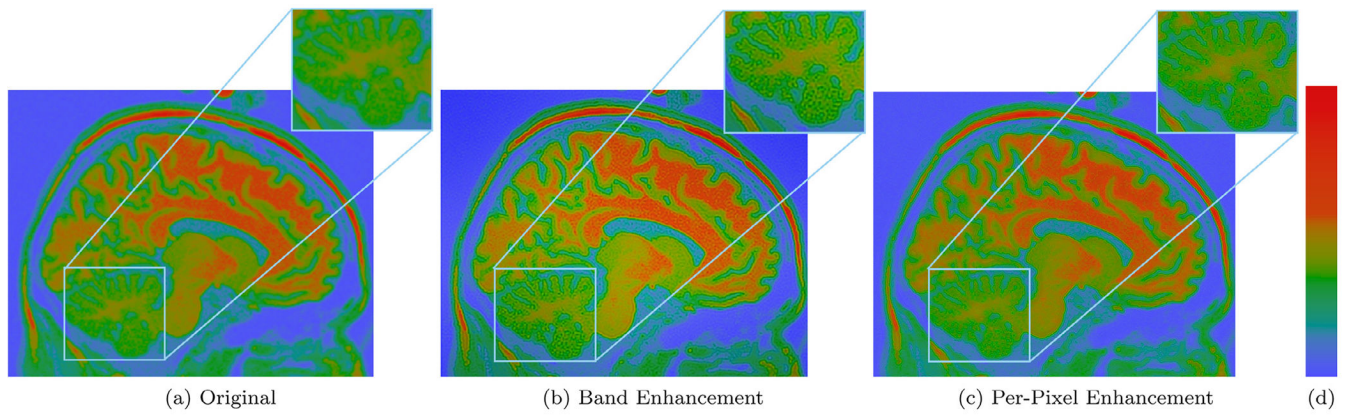 (a) Original
(b) Band Enhancement
(c) Per-Pixel Enhancement
(d)